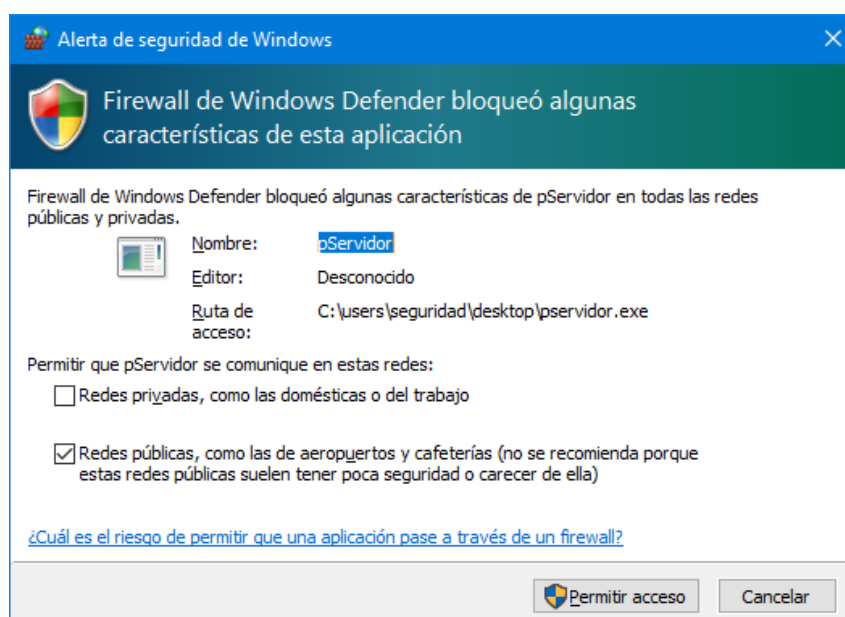 Alerta de seguridad de Windows
Firewall de Windows Defender bloqueó algunas
características de esta aplicación
Firewall de Windows Defender bloqueó algunas características de pServidor en todas las redes
públicas y privadas.
Nombre: pServidor
Editor: Desconocido
Ruta de C:\users\seguridad\desktop\pservidor.exe
acceso:
Permitir que pServidor se comunique en estas redes:
Redes privadas, como las domésticas o del trabajo
Redes públicas, como las de aeropuertos y cafeterías (no se recomienda porque
estas redes públicas suelen tener poca seguridad o carecer de ella)
¿Cuál es el riesgo de permitir que una aplicación pase a través de un firewall?
Permitir acceso Cancelar